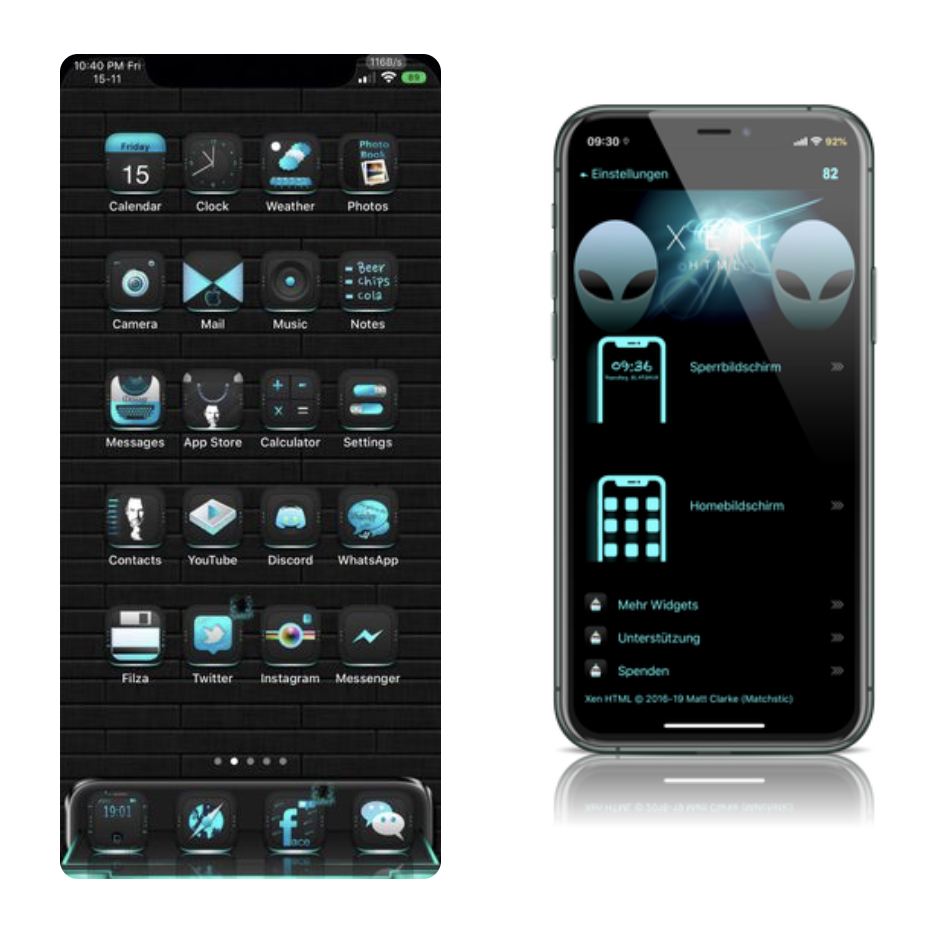 10:40 PM Fri
15-11
116B/s
89
Friday
15
Photo
Book
Calendar
Clock
Weather
Photos
Beer
chips
cola
Camera
Mail
Music
Notes
Messages
App Store
Calculator
Settings
Contacts
YouTube
Discord
WhatsApp
Filza
Twitter
Instagram
Messenger
19:01
09:30
92%
Einstellungen
82
XEN
HTML
09:36
Sperrbildschirm
Homebildschirm
Mehr Widgets
Unterstützung
Spenden
Xen HTML © 2016-19 Matt Clarke (Matchstic)